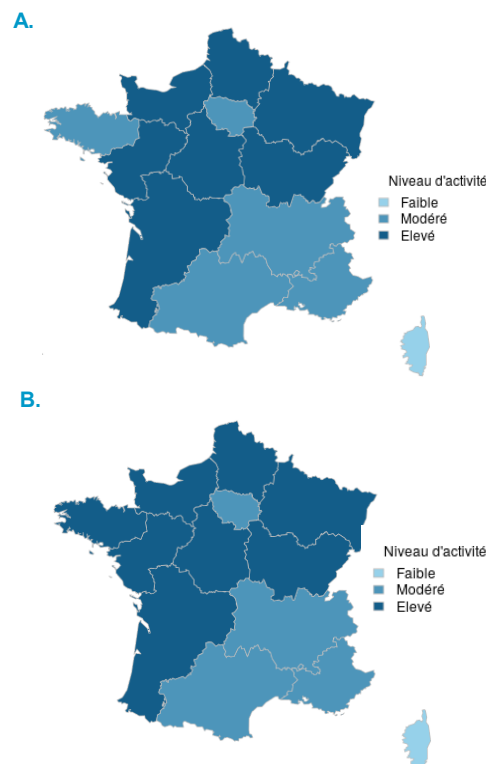 A.
Niveau d'activité
Faible
Modéré
Elevé
B.
Niveau d'activité
Faible
Modéré
Elevé